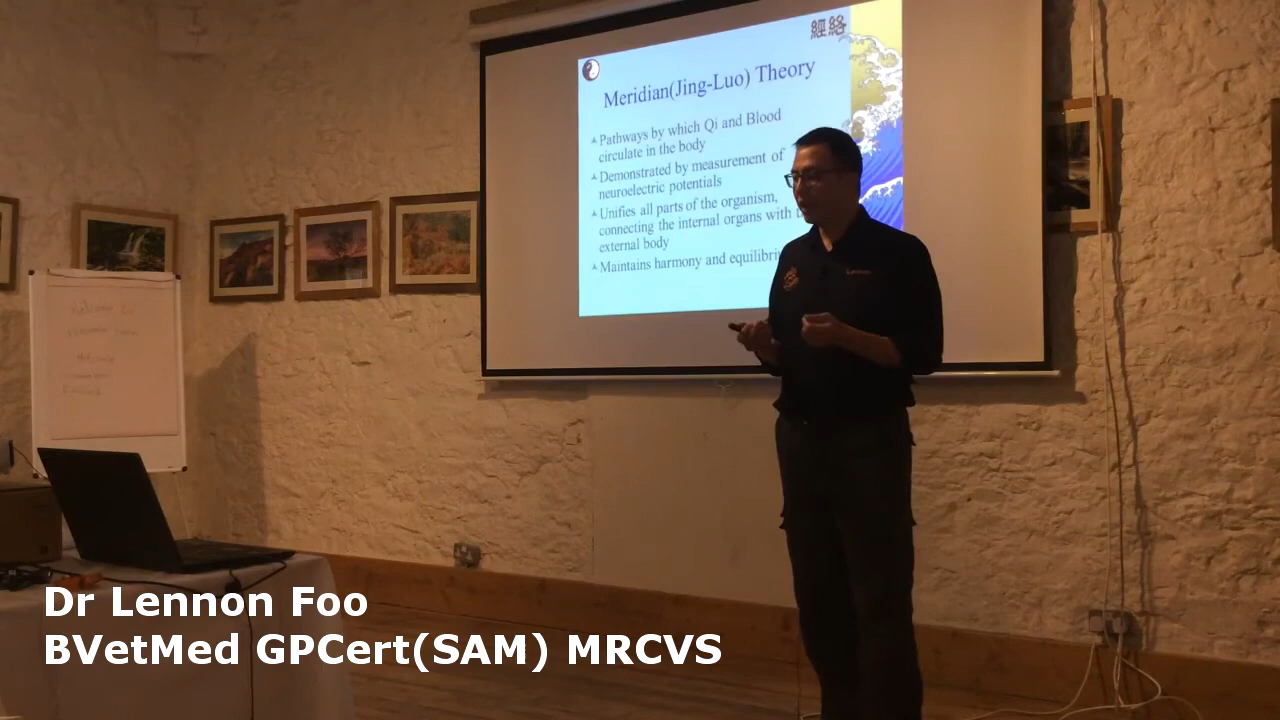 經絡
Meridian(Jing-Luo) Theory
Pathways by which Qi and Blood
circulate in the body
Demonstrated by measurement of
neuroelectric potentials
Unifies all parts of the organism,
connecting the internal organs with
external body
Maintains harmony and
Lennon
Dr Lennon Foo
BVetMed GPCert(SAM) MRCVS